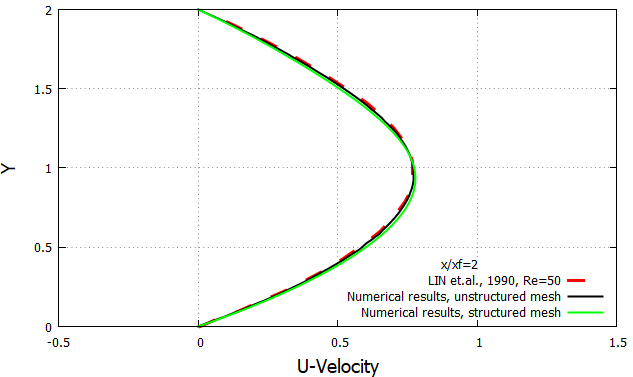 2
1.5
1
0.5
0
Y
x/xf=2
LIN et.al., 1990, Re=50
Numerical results, unstructured mesh
Numerical results, structured mesh
-0.5 0 0.5 1 1.5
U-Velocity